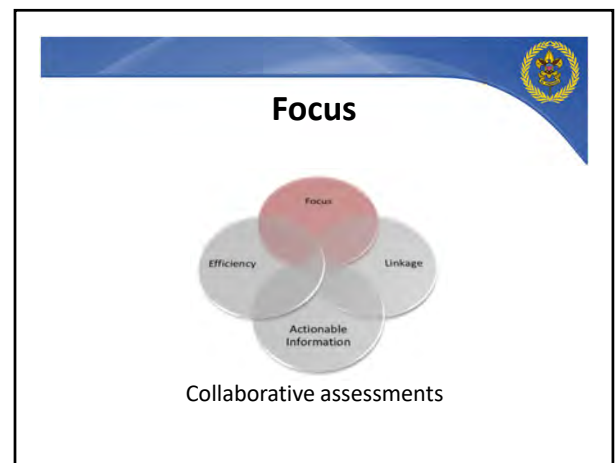 Focus
Focus
Efficiency
Linkage
Actionable
Information
Collaborative assessments